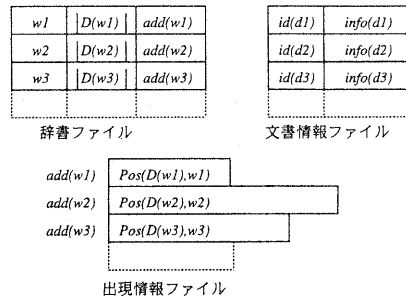 w1 |D(w1)| add(w1)
w2 |D(w2)| add(w2)
w3 |D(w3)| add(w3)
辞書ファイル
id(d1) info(d1)
id(d2) info(d2)
id(d3) info(d3)
文書情報ファイル
add(w1) Pos(D(w1),w1)
add(w2) Pos(D(w2),w2)
add(w3) Pos(D(w3),w3)
出現情報ファイル